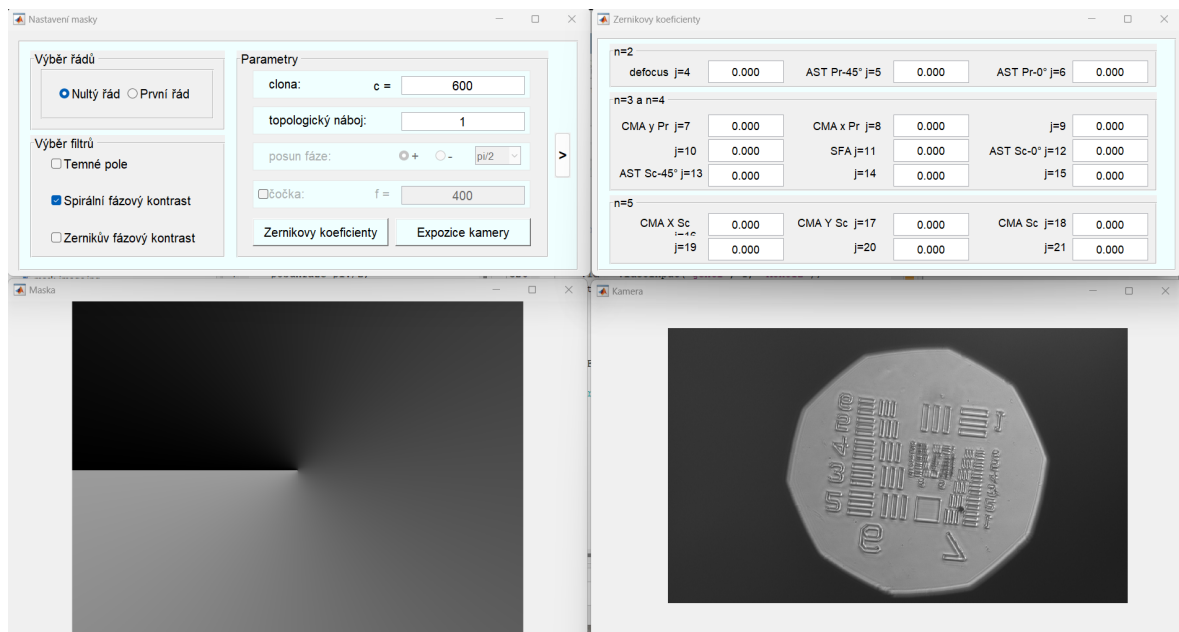 Nastavení masky
Výběr řádů
Nultý řád První řád
Výběr filtrů
Temné pole
Spirální fázový kontrast
Zernikův fázový kontrast
Parametry
clona: c = 600
topologický náboj: 1
posun fáze: + - pi/2
čočka: f = 400
Zernikovy koeficienty Expozice kamery
>
Zernikovy koeficienty
n=2
defocus j=4 0.000 AST Pr-45° j=5 0.000 AST Pr-0° j=6 0.000
n=3 a n=4
CMA y Pr j=7 0.000 CMA x Pr j=8 0.000 j=9 0.000
j=10 0.000 SFA j=11 0.000 AST Sc-0° j=12 0.000
AST Sc-45° j=13 0.000 j=14 0.000 j=15 0.000
n=5
CMA X Sc 0.000 CMA Y Sc j=17 0.000 CMA Sc j=18 0.000
j=19 0.000 j=20 0.000 j=21 0.000
Maska
Kamera